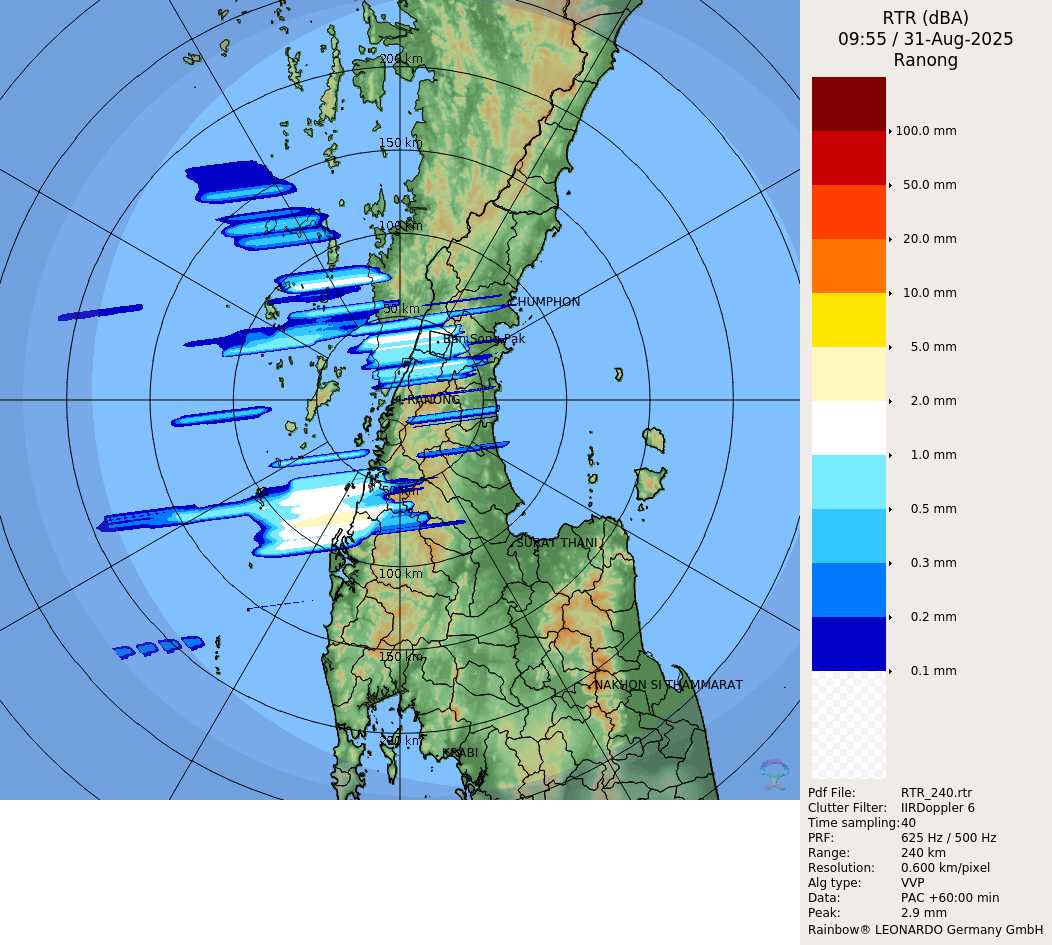 RTR (dBA)
09:55 / 31-Aug-2025
Ranong
200 km
150 km
100 km
50 km
CHUMPHON
Ban Song Pak
RANONG
50 km
SURAT THANI
100 km
150 km
NAKHON SI THAMMARAT
200 km
KRABI
100.0 mm
50.0 mm
20.0 mm
10.0 mm
5.0 mm
2.0 mm
1.0 mm
0.5 mm
0.3 mm
0.2 mm
0.1 mm
Pdf File: RTR_240.rtr
Clutter Filter: IIRDoppler 6
Time sampling:40
PRF: 625 Hz / 500 Hz
Range: 240 km
Resolution: 0.600 km/pixel
Alg type: VVP
Data: PAC +60:00 min
Peak: 2.9 mm
Rainbow® LEONARDO Germany GmbH